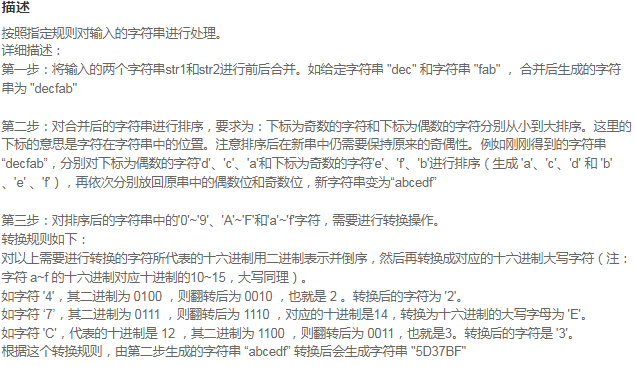 描述
按照指定规则对输入的字符串进行处理。
详细描述：
第一步：将输入的两个字符串str1和str2进行前后合并。如给定字符串 "dec" 和字符串 "fab" ， 合并后生成的字符
串为 "decfab"
第二步：对合并后的字符串进行排序，要求为：下标为奇数的字符和下标为偶数的字符分别从小到大排序。这里的
下标的意思是字符在字符串中的位置。注意排序后在新串中仍需要保持原来的奇偶性。例如刚刚得到的字符串
“decfab”，分别对下标为偶数的字符'd'、'c'、'a'和下标为奇数的字符'e'、'f'、'b'进行排序（生成 'a'、'c'、'd' 和 'b'
、'e' 、'f'），再依次分别放回原串中的偶数位和奇数位，新字符串变为“abcedf”
第三步：对排序后的字符串中的'0'~'9'、'A'~'F'和'a'~'f'字符，需要进行转换操作。
转换规则如下：
对以上需要进行转换的字符所代表的十六进制用二进制表示并倒序，然后再转换成对应的十六进制大写字符（注：
字符 a~f 的十六进制对应十进制的10~15，大写同理）。
如字符 '4'，其二进制为 0100 ，则翻转后为 0010 ，也就是 2 。转换后的字符为 '2'。
如字符 '7'，其二进制为 0111 ，则翻转后为 1110 ，对应的十进制是14，转换为十六进制的大写字母为 'E'。
如字符 'C'，代表的十进制是 12 ，其二进制为 1100 ，则翻转后为 0011，也就是3。转换后的字符是 '3'。
根据这个转换规则，由第二步生成的字符串 “abcedf” 转换后会生成字符串 "5D37BF"